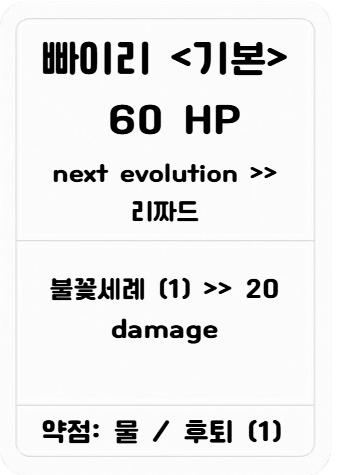 빠이리 <기본>
60 HP
next evolution >>
리짜드
불꽃세례 (1) >> 20
damage
약점: 물 / 후퇴 (1)